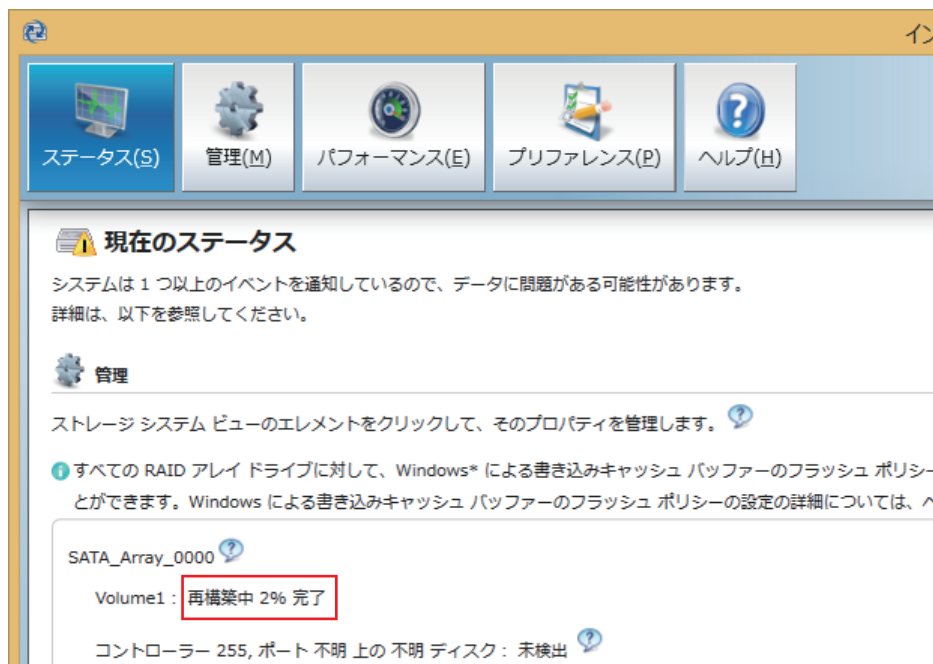 イン
ステータス(S)
管理(M)
パフォーマンス(E)
プリファレンス(P)
ヘルプ(H)
現在のステータス
システムは 1 つ以上のイベントを通知しているので、データに問題がある可能性があります。
詳細は、以下を参照してください。
管理
ストレージ システム ビューのエレメントをクリックして、そのプロパティを管理します。
すべての RAID アレイ ドライブに対して、Windows* による書き込みキャッシュ バッファーのフラッシュ ポリシー
とができます。Windows による書き込みキャッシュ バッファーのフラッシュ ポリシーの設定の詳細については、ヘ
SATA_Array_0000
Volume1 : 再構築中 2% 完了
コントローラー 255, ポート 不明 上の 不明 ディスク : 未検出